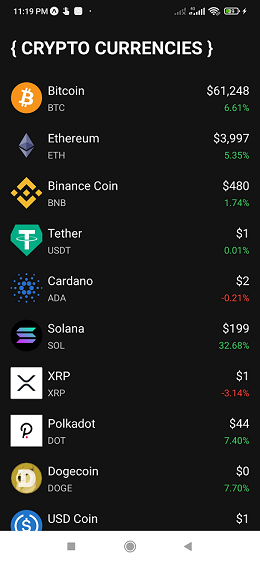 11:19 PM
{ CRYPTO CURRENCIES }
Bitcoin $61,248
BTC 6.61%
Ethereum $3,997
ETH 5.35%
Binance Coin $480
BNB 1.74%
Tether $1
USDT 0.01%
Cardano $2
ADA -0.21%
Solana $199
SOL 32.68%
XRP $1
XRP -3.14%
Polkadot $44
DOT 7.40%
Dogecoin $0
DOGE 7.70%
USD Coin $1